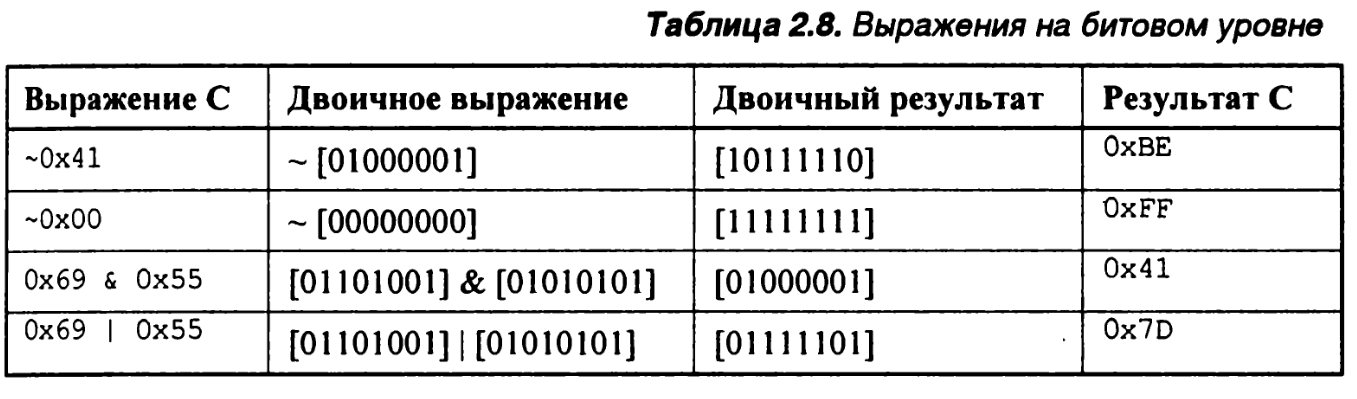 Таблица 2.8. Выражения на битовом уровне
Выражение С Двоичное выражение Двоичный результат Результат С
~0x41 ~ [01000001] [10111110] 0xBE
~0x00 ~ [00000000] [11111111] 0xFF
0x69 & 0x55 [01101001] & [01010101] [01000001] 0x41
0x69 | 0x55 [01101001] | [01010101] [01111101] 0x7D